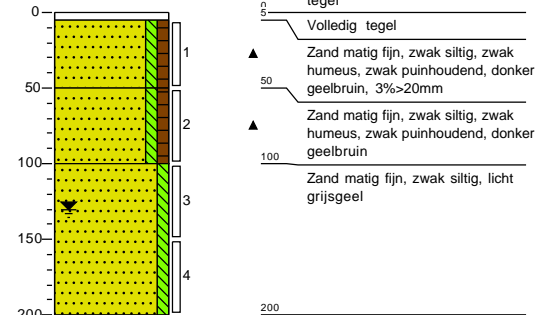 0
50
100
150
200
1
2
3
4
0
tegel
5
Volledig tegel
Zand matig fijn, zwak siltig, zwak
humeus, zwak puinhoudend, donker
geelbruin, 3%>20mm
50
Zand matig fijn, zwak siltig, zwak
humeus, zwak puinhoudend, donker
geelbruin
100
Zand matig fijn, zwak siltig, licht
grijsgeel
200